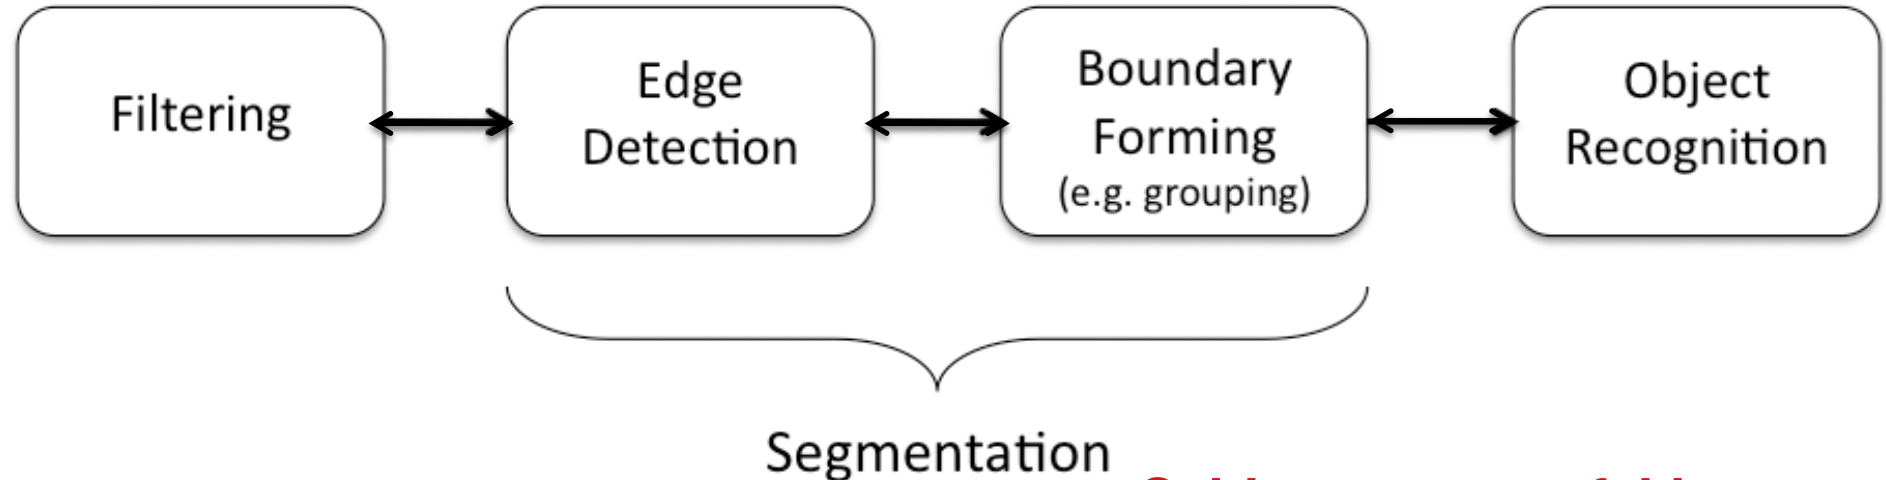 Filtering
Edge
Detection
Boundary
Forming
(e.g. grouping)
Object
Recognition
Segmentation